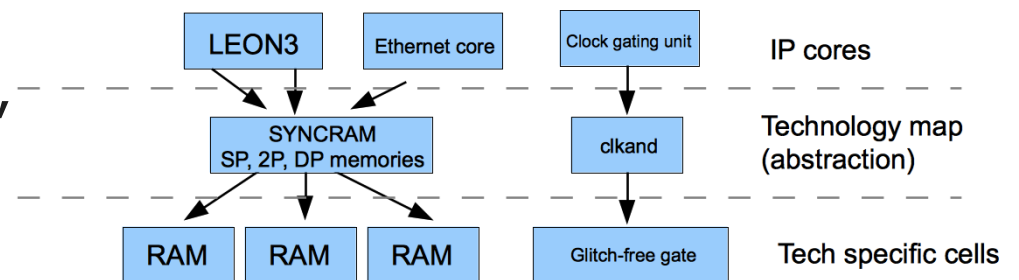 LEON3
Ethernet core
Clock gating unit
IP cores
SYNCRAM
SP, 2P, DP memories
clkand
Technology map
(abstraction)
RAM
RAM
RAM
Glitch-free gate
Tech specific cells